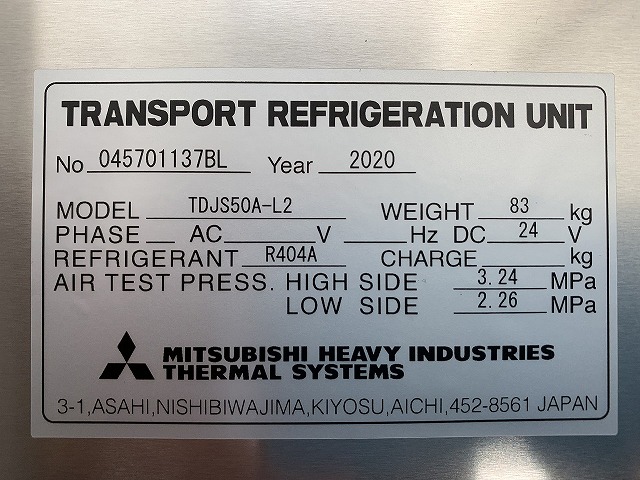 TRANSPORT REFRIGERATION UNIT
No 045701137BL Year 2020
MODEL TDJS50A-L2 WEIGHT 83 kg
PHASE AC V Hz DC 24 V
REFRIGERANT R404A CHARGE kg
AIR TEST PRESS. HIGH SIDE 3.24 MPa
LOW SIDE 2.26 MPa
MITSUBISHI HEAVY INDUSTRIES
THERMAL SYSTEMS
3-1,ASAHI,NISHIBIWAJIMA,KIYOSU,AICHI,452-8561 JAPAN